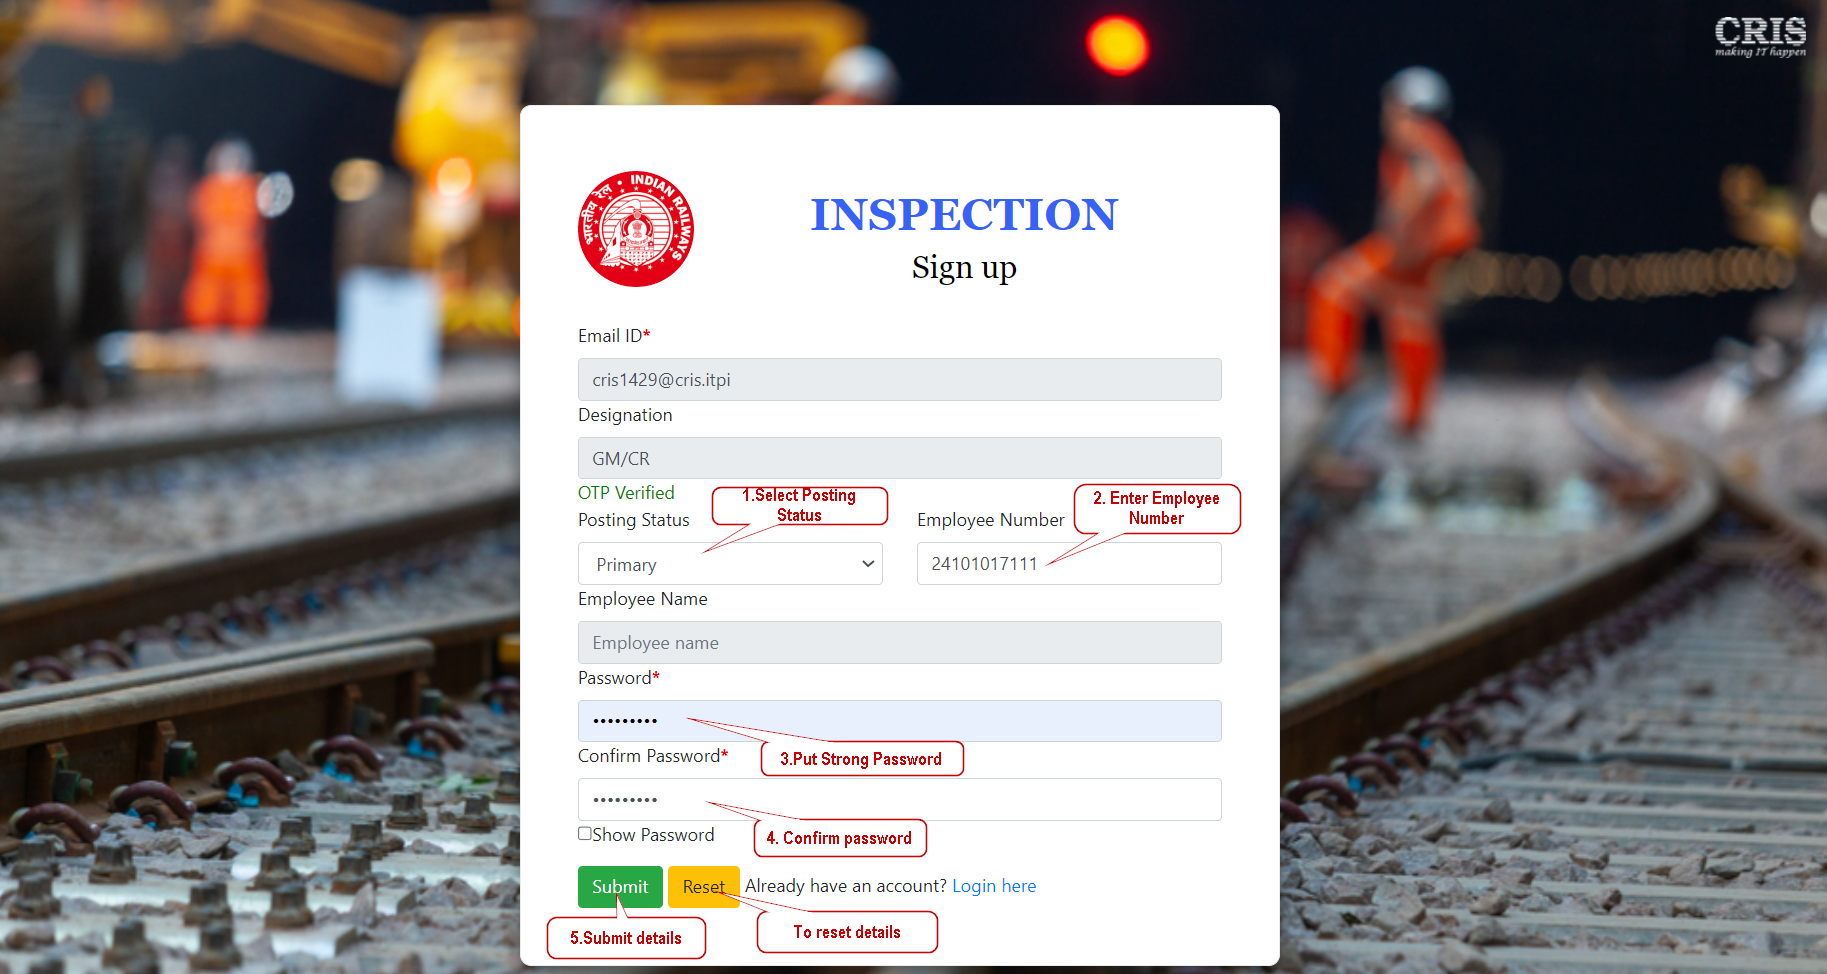 CRIS
making IT happen
भारतीय रेल • INDIAN RAILWAYS
INSPECTION
Sign up
Email ID*
cris1429@cris.itpi
Designation
GM/CR
OTP Verified
1.Select Posting
Status
2. Enter Employee
Number
Posting Status
Employee Number
Primary
24101017111
Employee Name
Employee name
Password*
•••••••••
Confirm Password*
3.Put Strong Password
•••••••••
Show Password
4. Confirm password
Submit
Reset
Already have an account? Login here
5.Submit details
To reset details